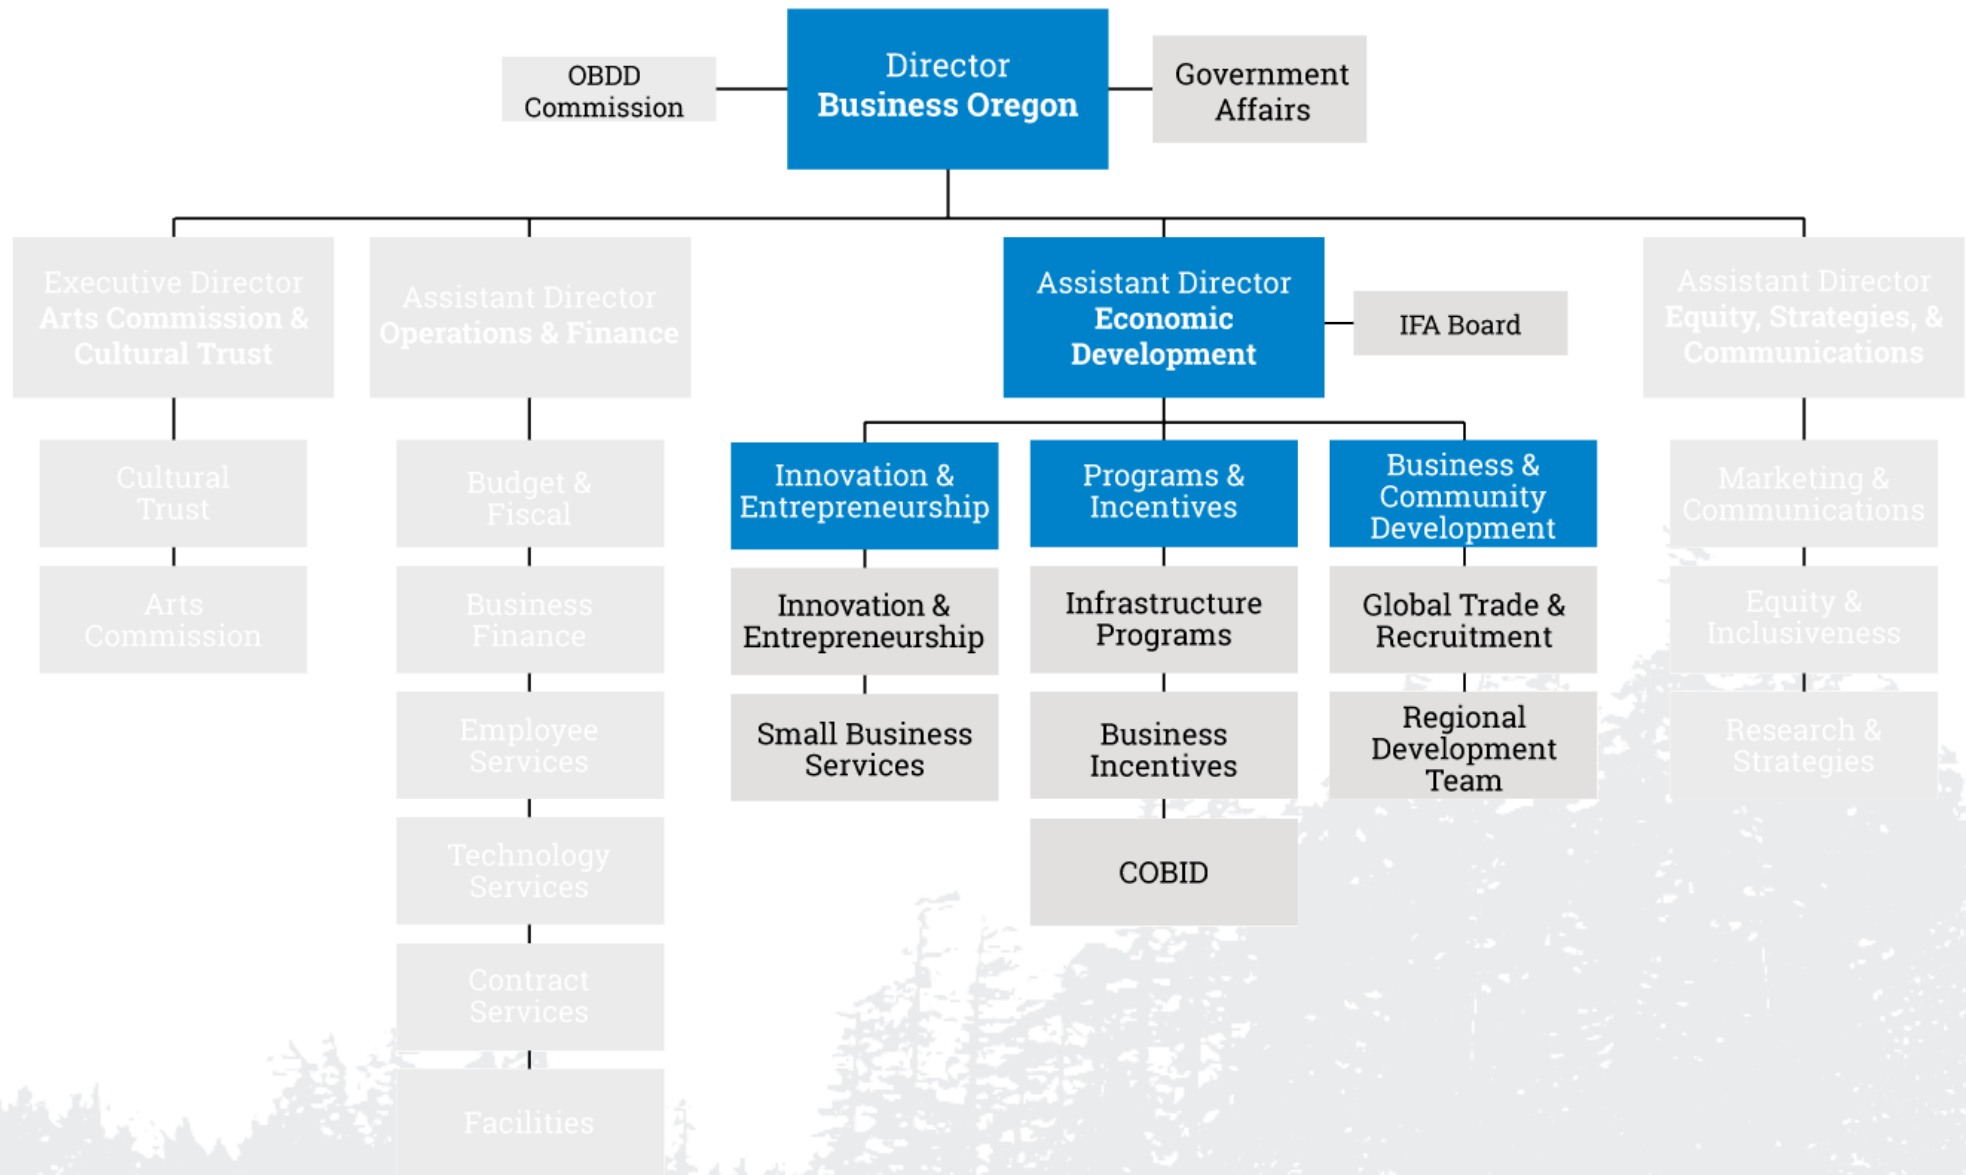 OBDD
Commission
Director
Business Oregon
Government
Affairs
Executive Director
Arts Commission &
Cultural Trust
Assistant Director
Operations & Finance
Assistant Director
Economic
Development
IFA Board
Assistant Director
Equity, Strategies, &
Communications
Cultural
Trust
Arts
Commission
Budget &
Fiscal
Business
Finance
Employee
Services
Technology
Services
Contract
Services
Facilities
Innovation &
Entrepreneurship
Innovation &
Entrepreneurship
Small Business
Services
Programs &
Incentives
Infrastructure
Programs
Business
Incentives
COBID
Business &
Community
Development
Global Trade &
Recruitment
Regional
Development
Team
Marketing &
Communications
Equity &
Inclusiveness
Research &
Strategies